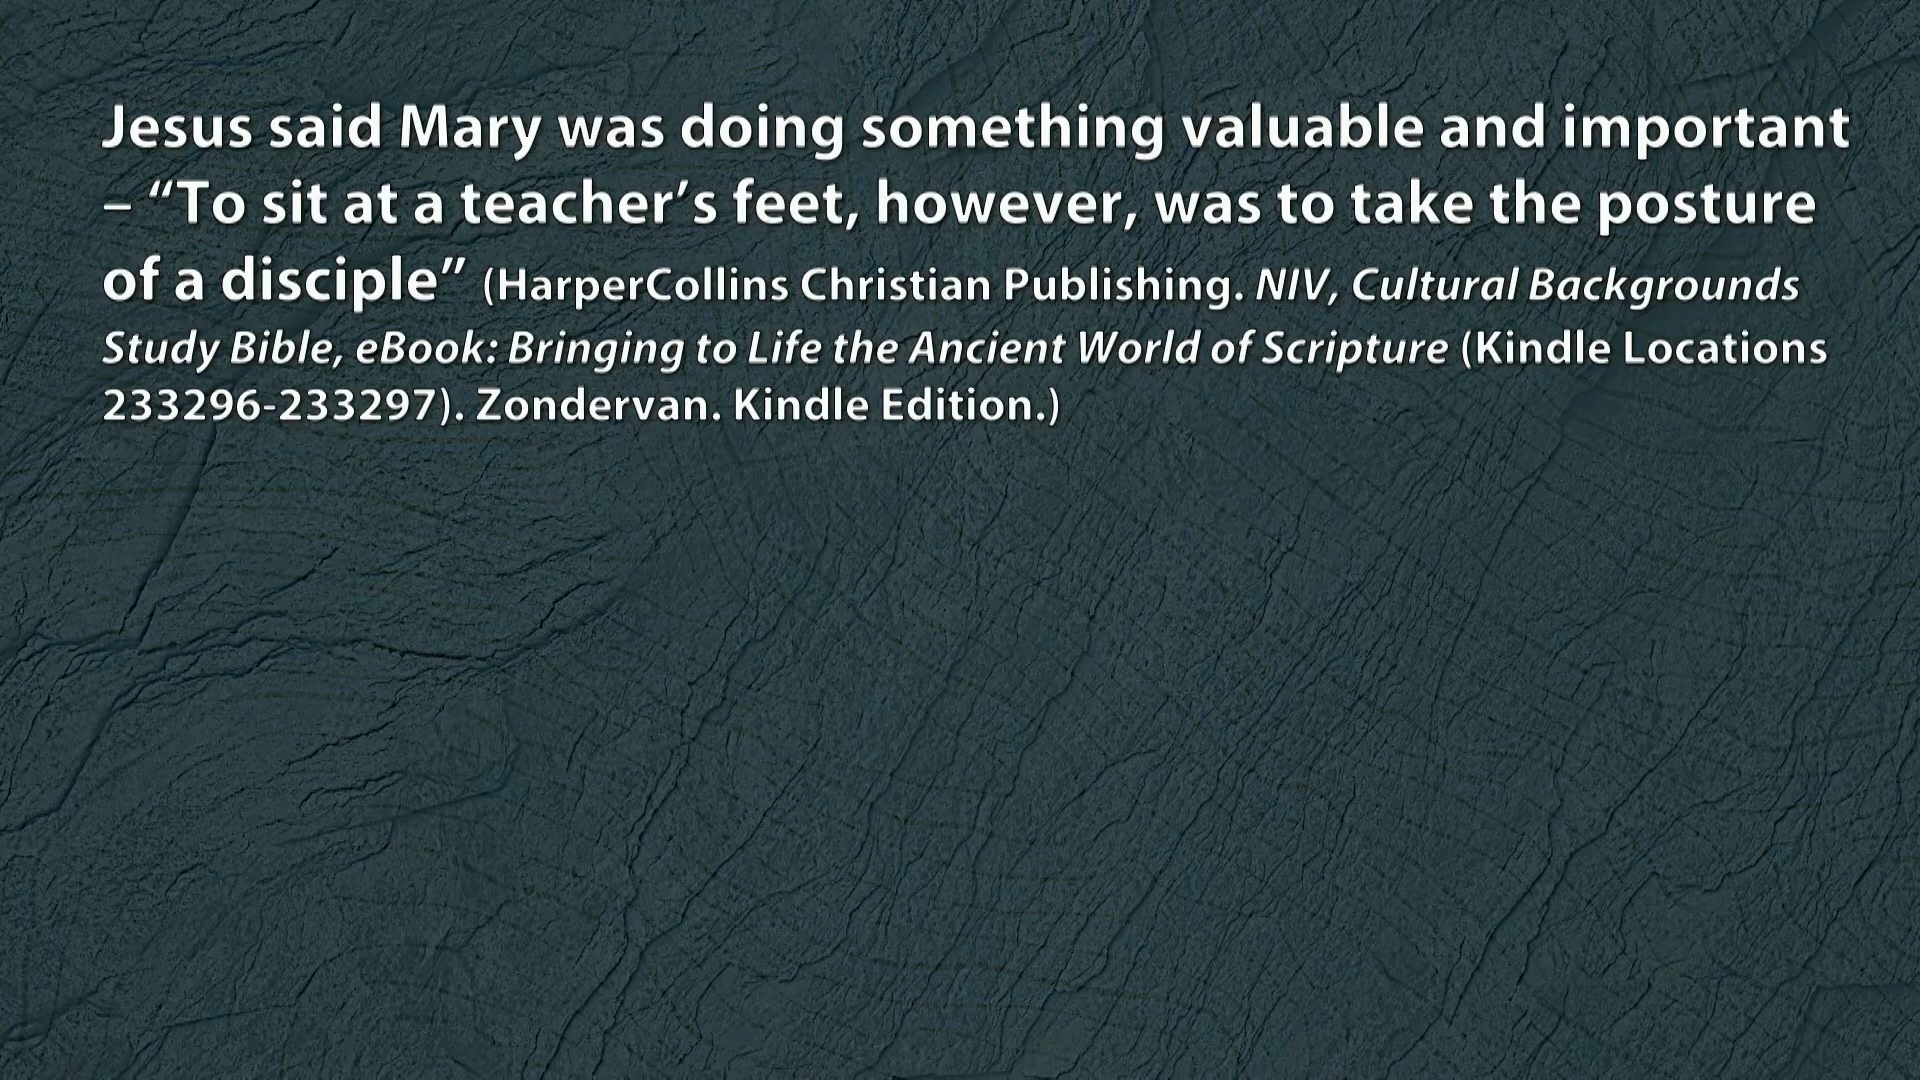 Jesus said Mary was doing something valuable and important
– “To sit at a teacher’s feet, however, was to take the posture
of a disciple” (HarperCollins Christian Publishing. NIV, Cultural Backgrounds
Study Bible, eBook: Bringing to Life the Ancient World of Scripture (Kindle Locations
233296-233297). Zondervan. Kindle Edition.)